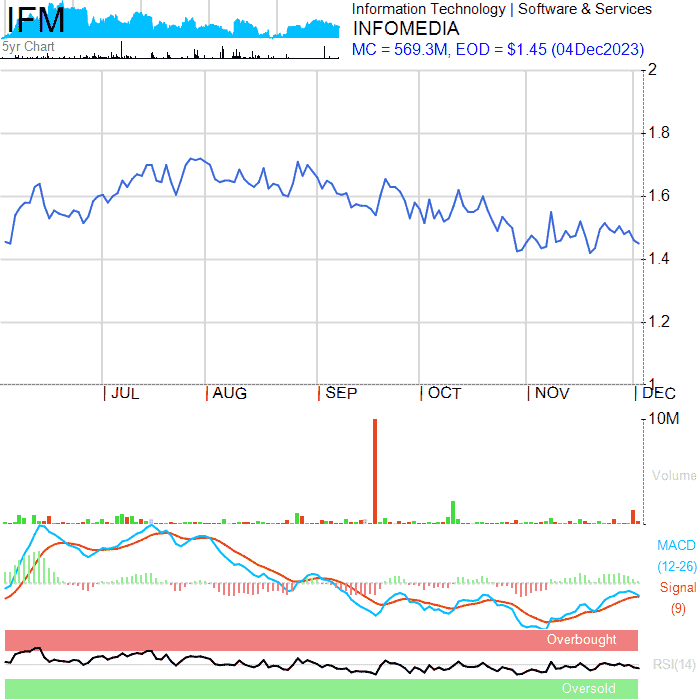 IFM
Information Technology | Software & Services
INFOMEDIA
5yr Chart
MC = 569.3M, EOD = $1.45 (04Dec2023)
2
1.8
1.6
1.4
1.2
1
JUL
AUG
SEP
OCT
NOV
DEC
10M
Volume
MACD
(12-26)
Signal
(9)
Overbought
RSI(14)
Oversold